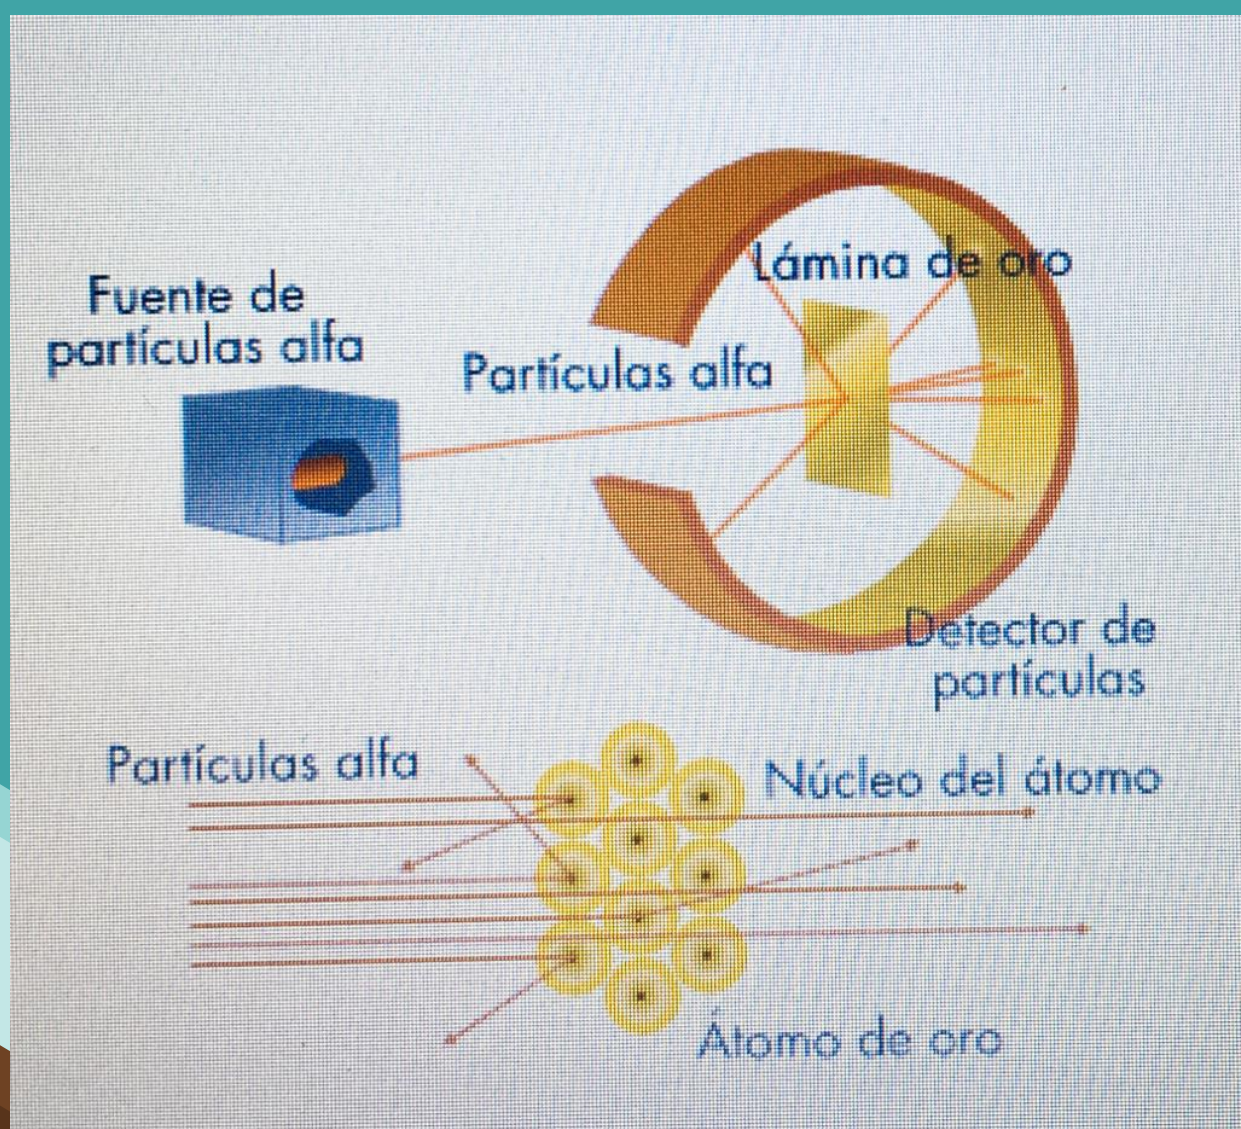 Lámina de oro
Fuente de
partículas alfa
Partículas alfa
Detector de
partículas
Partículas alfa
Núcleo del átomo
Átomo de oro